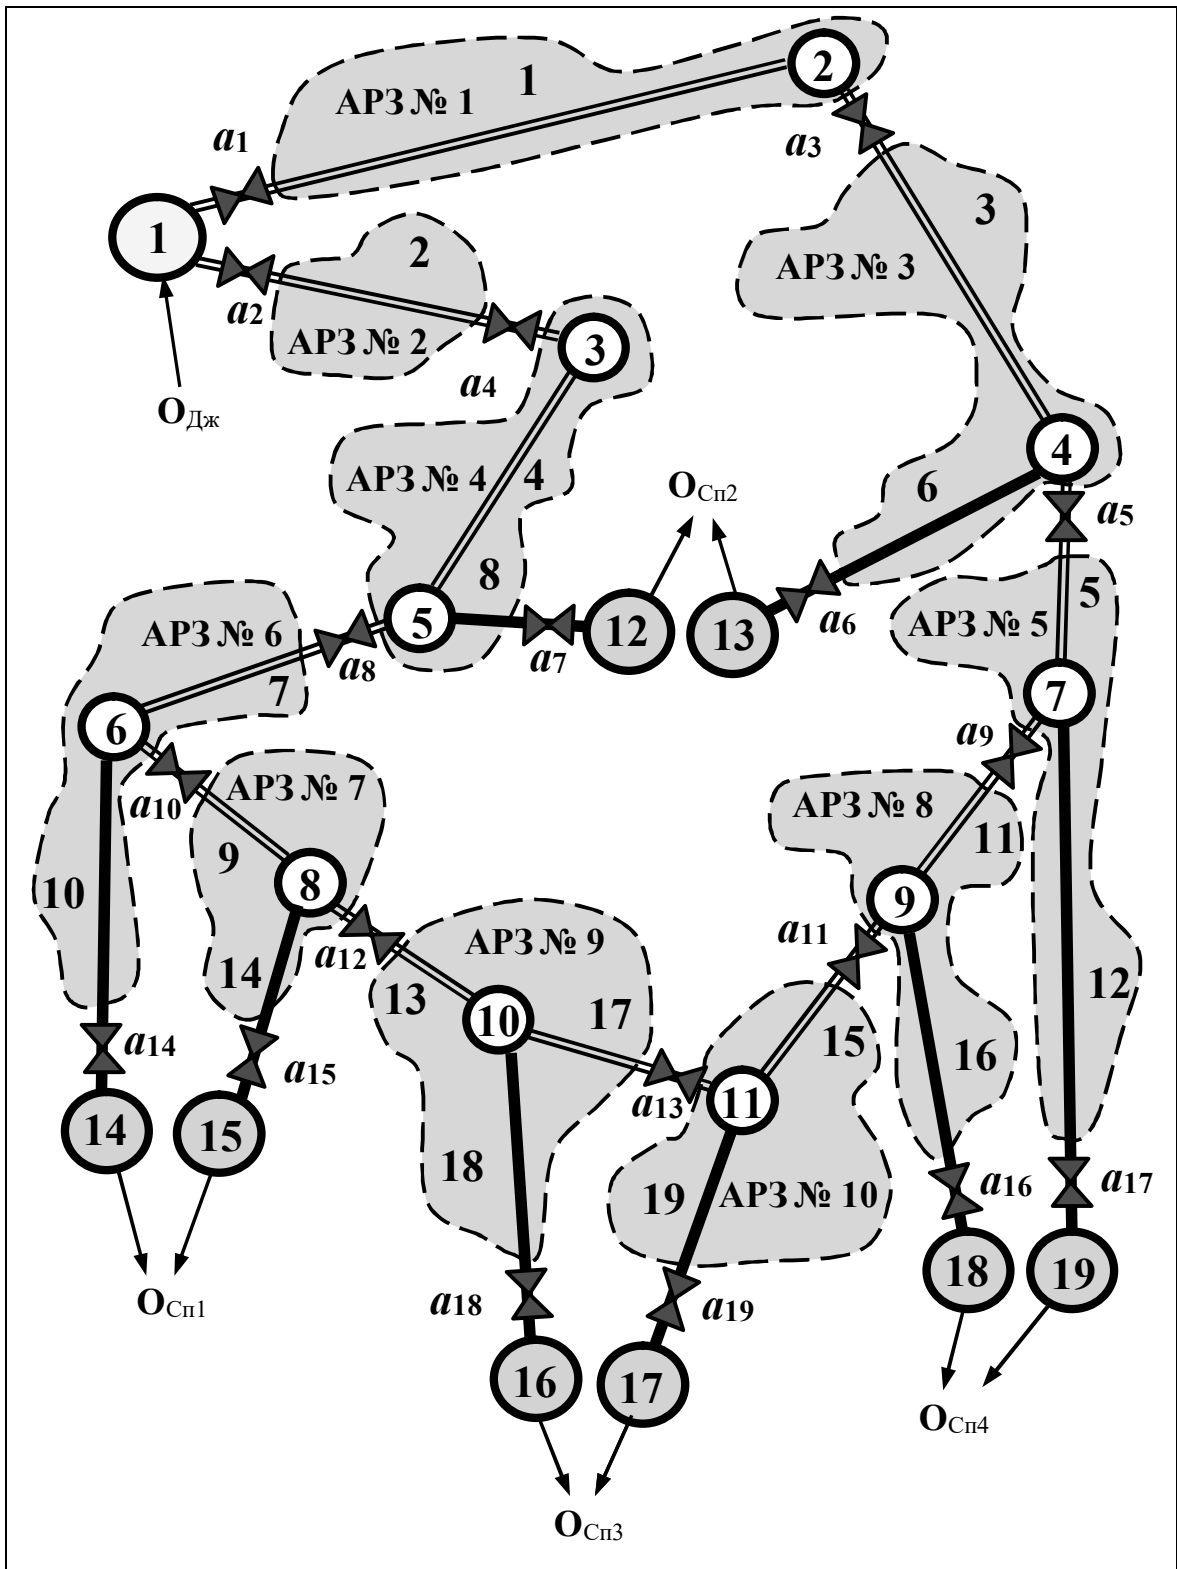 2
1
АРЗ № 1
a1
a3
1
3
2
АРЗ № 3
a2
АРЗ № 2
3
a4
OДж
4
АРЗ № 4
4
OСп2
6
a5
8
5
АРЗ № 6
5
12
13
a6
АРЗ № 5
a7
a8
7
7
6
a9
АРЗ № 7
a10
АРЗ № 8
11
9
8
10
9
a11
a12
АРЗ № 9
14
13
10
17
12
15
a14
16
a15
a13
11
14
15
18
19
АРЗ № 10
a16
a17
18
19
OСп1
a18
a19
16
17
OСп4
OСп3